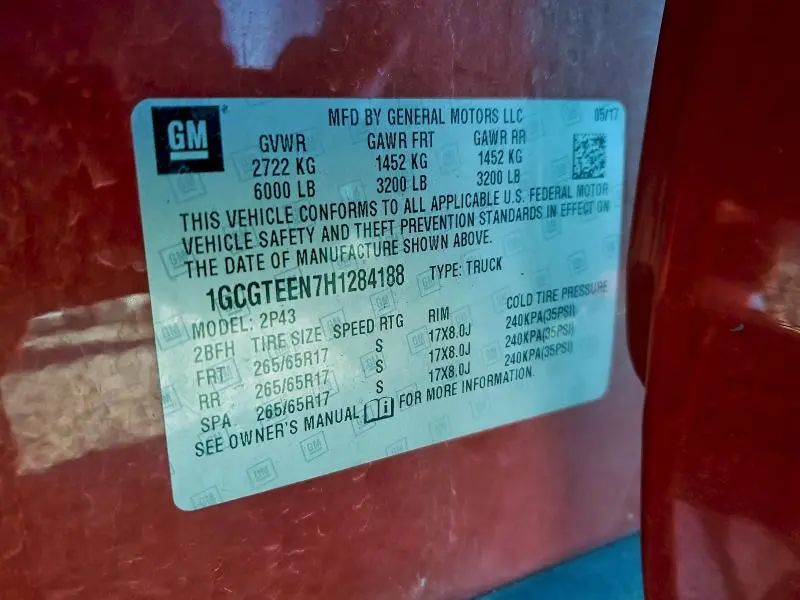 GM
MFD BY GENERAL MOTORS LLC 05/17
GVWR GAWR FRT GAWR RR
2722 KG 1452 KG 1452 KG
6000 LB 3200 LB 3200 LB
THIS VEHICLE CONFORMS TO ALL APPLICABLE U.S. FEDERAL MOTOR
VEHICLE SAFETY AND THEFT PREVENTION STANDARDS IN EFFECT ON
THE DATE OF MANUFACTURE SHOWN ABOVE.
1GCGTEEN7H1284188 TYPE: TRUCK
MODEL: 2P43
2BFH TIRE SIZE SPEED RTG RIM COLD TIRE PRESSURE
FRT 265/65R17 S 17X8.0J 240KPA(35PSI)
RR 265/65R17 S 17X8.0J 240KPA(35PSI)
SPA 265/65R17 S 17X8.0J 240KPA(35PSI)
SEE OWNER'S MANUAL FOR MORE INFORMATION.